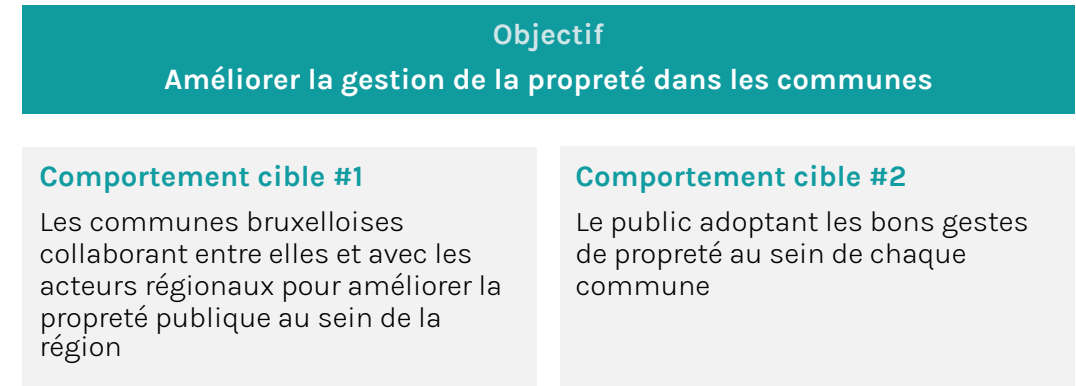 Objectif
Améliorer la gestion de la propreté dans les communes
Comportement cible #1
Les communes bruxelloises
collaborant entre elles et avec les
acteurs régionaux pour améliorer la
propreté publique au sein de la
région
Comportement cible #2
Le public adoptant les bons gestes
de propreté au sein de chaque
commune